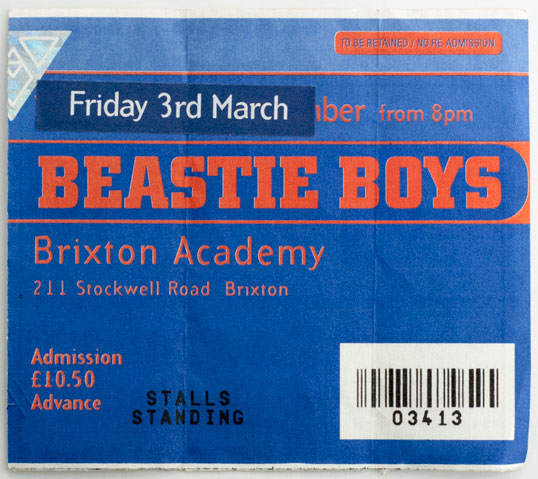 TO BE RETAINED / NO RE ADMISSION
Friday 3rd March mber from 8pm
BEASTIE BOYS
Brixton Academy
211 Stockwell Road Brixton
Admission
£10.50
Advance
STALLS
STANDING
03413